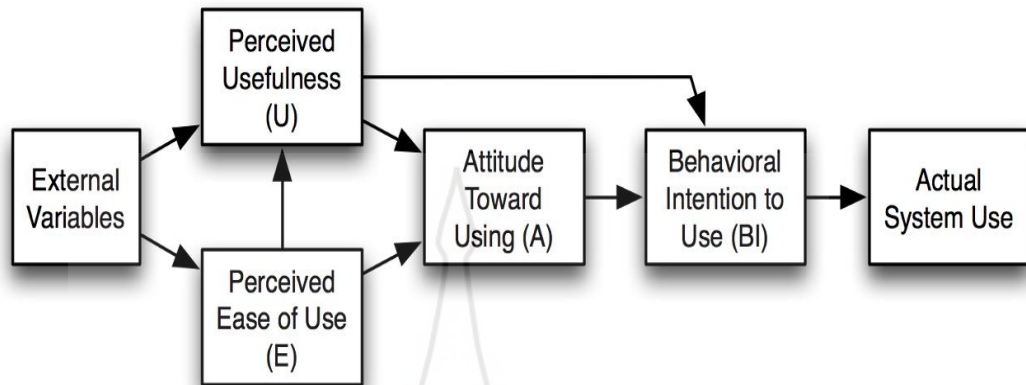 Perceived
Usefulness
(U)
External
Variables
Perceived
Ease of Use
(E)
Attitude
Toward
Using (A)
Behavioral
Intention to
Use (BI)
Actual
System Use